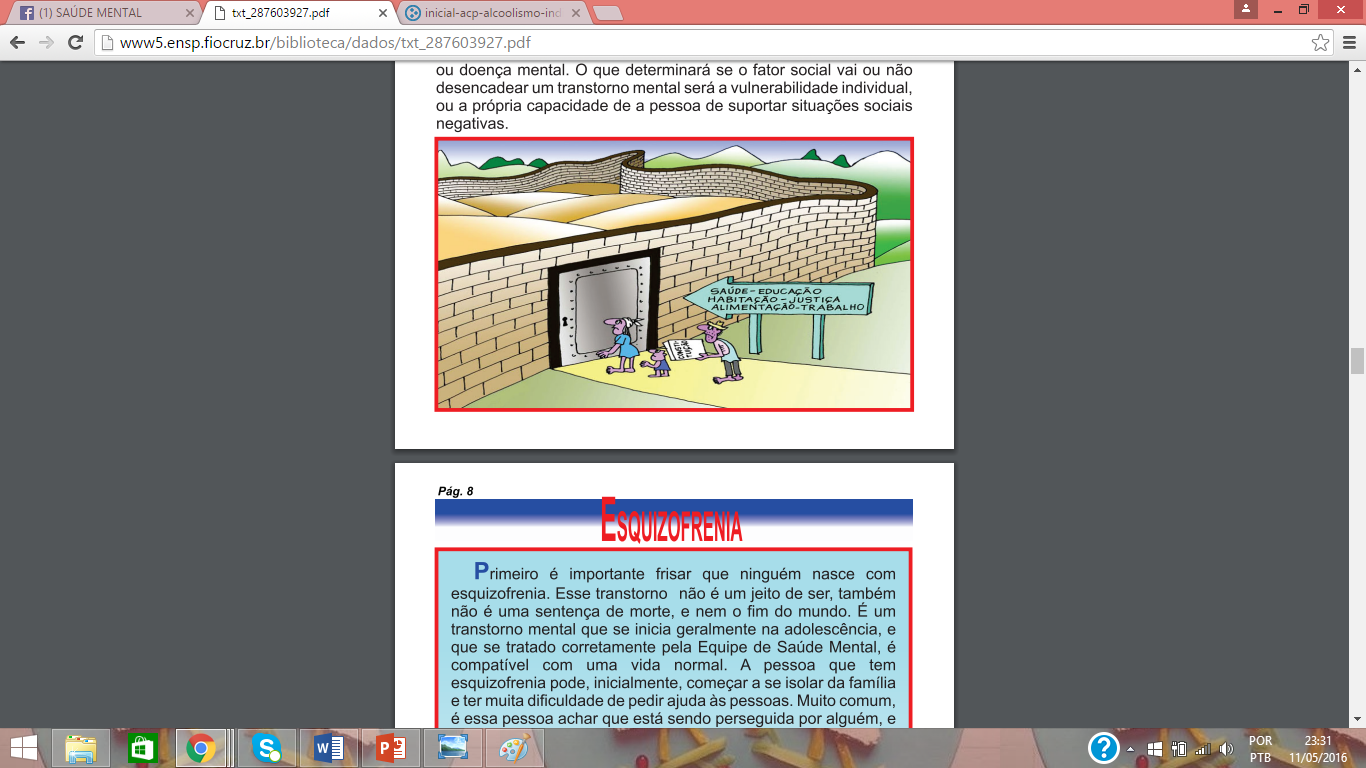 (1) SAÚDE MENTAL
txt_287603927.pdf
inicial-acp-alcoolismo-ind
www5.ensp.fiocruz.br/biblioteca/dados/txt_287603927.pdf
ou doença mental. O que determinará se o fator social vai ou não
desencadear um transtorno mental será a vulnerabilidade individual,
ou a própria capacidade de a pessoa de suportar situações sociais
negativas.
SAÚDE-EDUCAÇÃO
HABITAÇÃO-JUSTIÇA
ALIMENTAÇÃO-TRABALHO
Pág. 8
ESQUIZOFRENIA
Primeiro é importante frisar que ninguém nasce com
esquizofrenia. Esse transtorno não é um jeito de ser, também
não é uma sentença de morte, e nem o fim do mundo. É um
transtorno mental que se inicia geralmente na adolescência, e
que se tratado corretamente pela Equipe de Saúde Mental, é
compatível com uma vida normal. A pessoa que tem
esquizofrenia pode, inicialmente, começar a se isolar da família
e ter muita dificuldade de pedir ajuda às pessoas. Muito comum,
é essa pessoa achar que está sendo perseguida por alguém, e
POR
PTB
23:31
11/05/2016